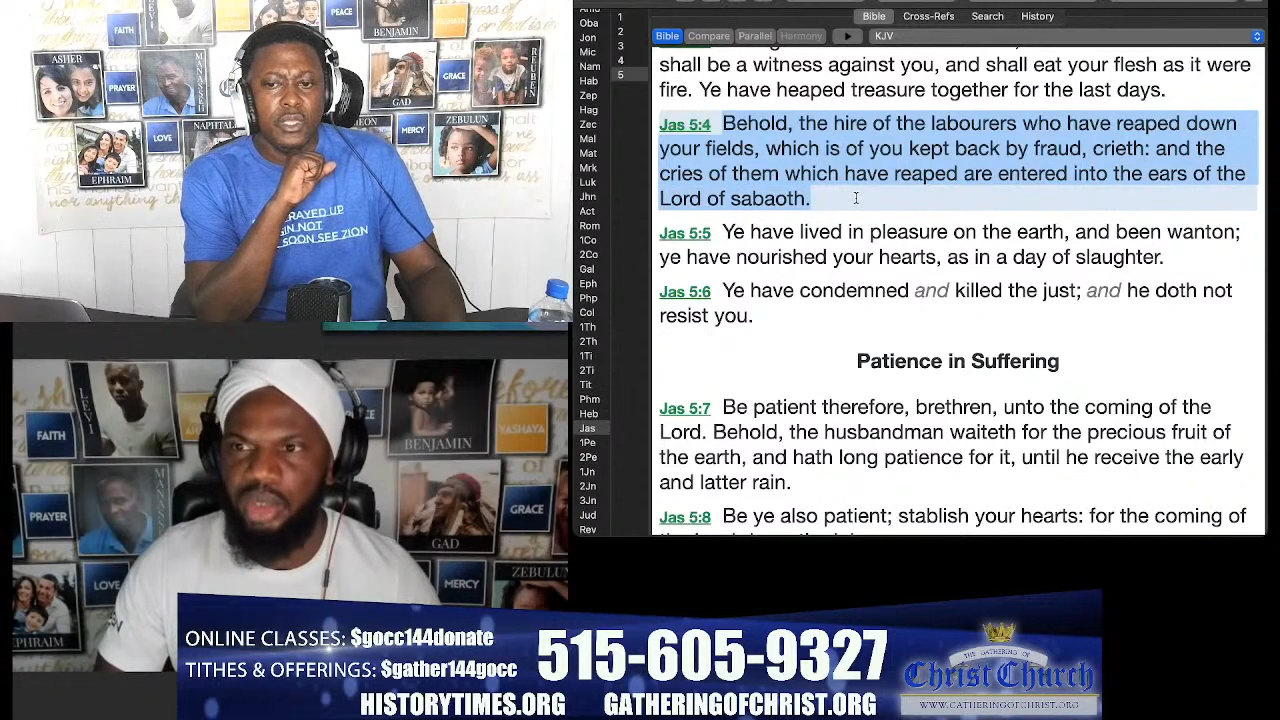 ASHER
FAITH
PRAYER
LOVE
EPHRAIM
MANASSEH
NAPHTAL
PEACE
BENJAMIN
YASHAYA
GRACE
REUBEN
GAD
MERCY
ZEBULUN
SIMEON
SOON SEE ZION
LEVI
FAITH
PRAYER
LOVE
BENJAMIN
YASHAYA
GRACE
GAD
MERCY
ZEBULU
EPHRAIM
Oba
Jon
Mic
Nam
Hab
Zep
Hag
Zec
Mal
Mat
Mrk
Luk
Jhn
Act
Rom
1Co
2Co
Gal
Eph
Php
Col
1Th
2Th
1Ti
2Ti
Tit
Phm
Heb
Jas
1Pe
2Pe
1Jn
2Jn
3Jn
Jud
Rev
1
2
3
4
5
Bible Cross-Refs Search History
Bible Compare Parallel Harmony KJV
shall be a witness against you, and shall eat your flesh as it were
fire. Ye have heaped treasure together for the last days.
Jas 5:4 Behold, the hire of the labourers who have reaped down
your fields, which is of you kept back by fraud, crieth: and the
cries of them which have reaped are entered into the ears of the
Lord of sabaoth.
Jas 5:5 Ye have lived in pleasure on the earth, and been wanton;
ye have nourished your hearts, as in a day of slaughter.
Jas 5:6 Ye have condemned and killed the just; and he doth not
resist you.
Patience in Suffering
Jas 5:7 Be patient therefore, brethren, unto the coming of the
Lord. Behold, the husbandman waiteth for the precious fruit of
the earth, and hath long patience for it, until he receive the early
and latter rain.
Jas 5:8 Be ye also patient; stablish your hearts: for the coming of
ONLINE CLASSES: $gocc144donate
TITHES & OFFERINGS: $gather144gocc
515-605-9327
HISTORYTIMES.ORG GATHERINGOFCHRIST.ORG
THE GATHERING OF
Christ Church
WWW.GATHERINGOFCHRIST.ORG